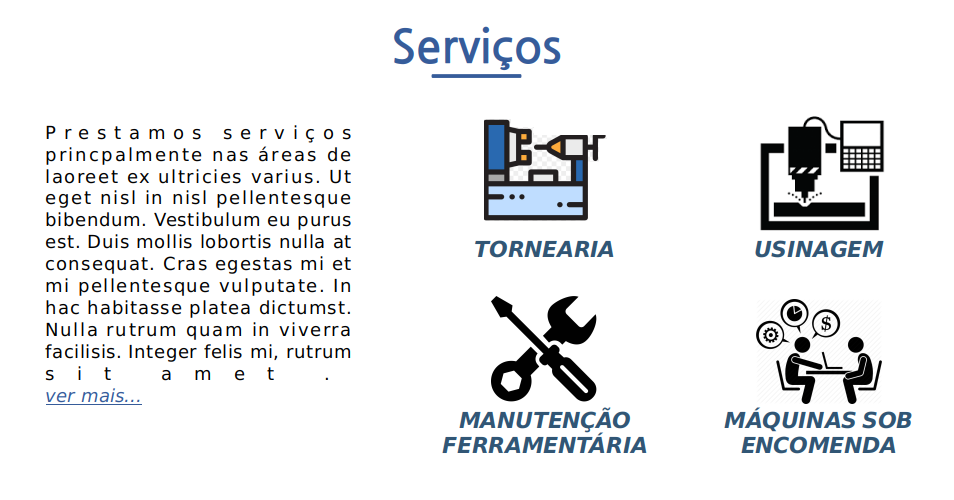 Serviços
Prestamos serviços
princpalmente nas áreas de
laoreet ex ultricies varius. Ut
eget nisl in nisl pellentesque
bibendum. Vestibulum eu purus
est. Duis mollis lobortis nulla at
consequat. Cras egestas mi et
mi pellentesque vulputate. In
hac habitasse platea dictumst.
Nulla rutrum quam in viverra
facilisis. Integer felis mi, rutrum
sit amet .
ver mais...
TORNEARIA
USINAGEM
$
MANUTENÇÃO
FERRAMENTÁRIA
MÁQUINAS SOB
ENCOMENDA